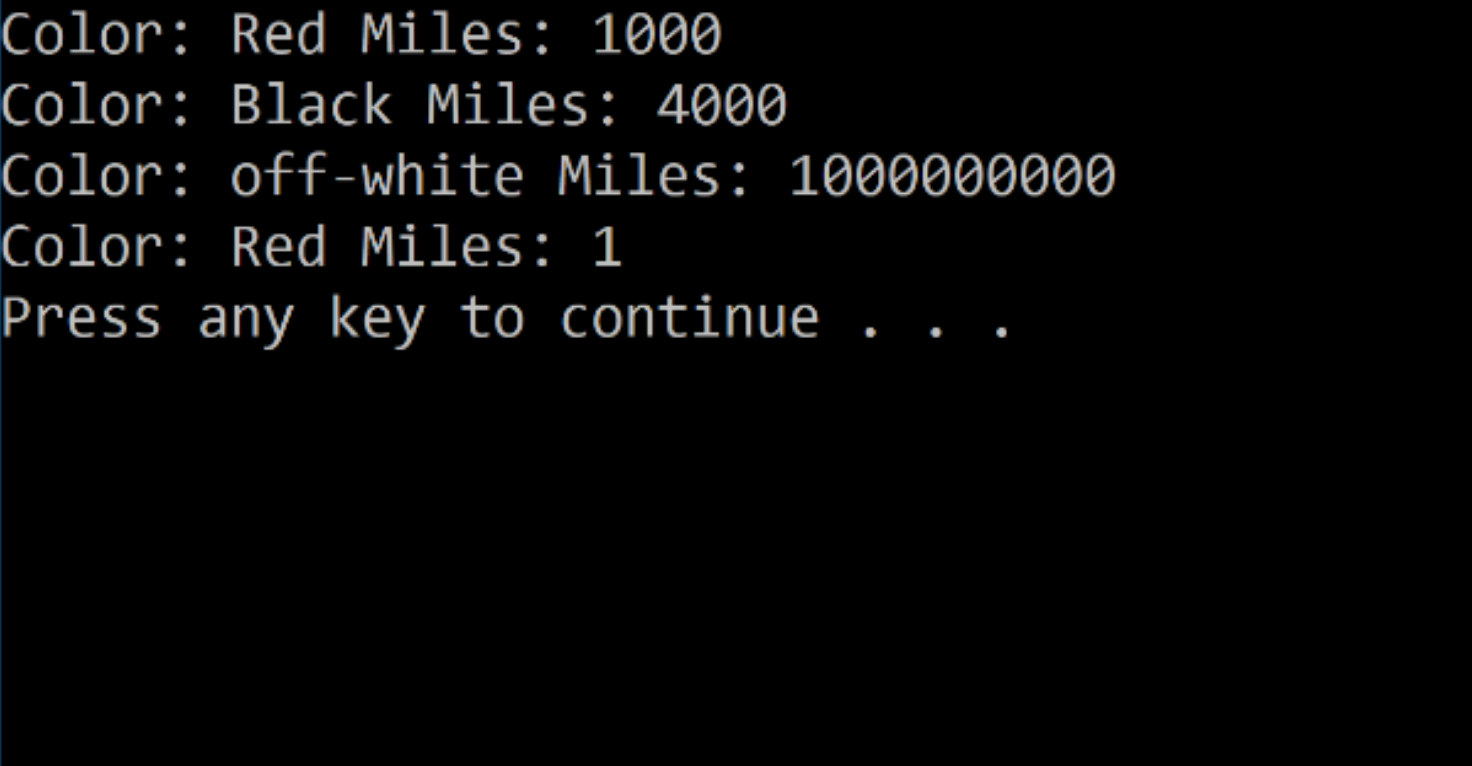 Color: Red Miles: 1000
Color: Black Miles: 4000
Color: off-white Miles: 1000000000
Color: Red Miles: 1
Press any key to continue . . .